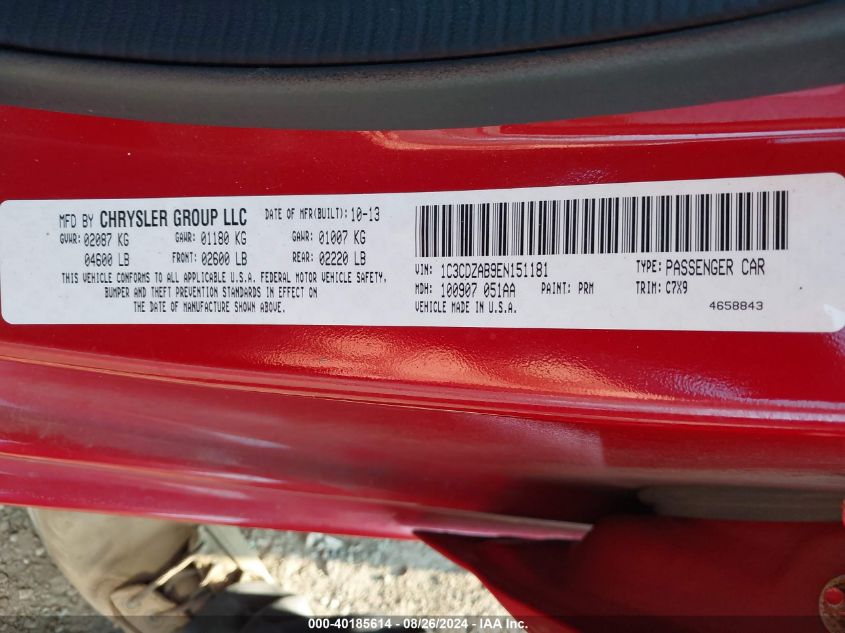 MFD BY CHRYSLER GROUP LLC DATE OF MFR(BUILT): 10-13
GVWR: 02087 KG GAWR: 01180 KG GAWR: 01007 KG
04600 LB FRONT: 02600 LB REAR: 02220 LB
THIS VEHICLE CONFORMS TO ALL APPLICABLE U.S.A. FEDERAL MOTOR VEHICLE SAFETY,
BUMPER AND THEFT PREVENTION STANDARDS IN EFFECT ON
THE DATE OF MANUFACTURE SHOWN ABOVE.
VIN: 1C3CDZAB9EN151181 TYPE: PASSENGER CAR
MDH: 100907 051AA PAINT: PRM TRIM: C7X9
VEHICLE MADE IN U.S.A. 4658843
000-40185614 - 08/26/2024 - IAA Inc.